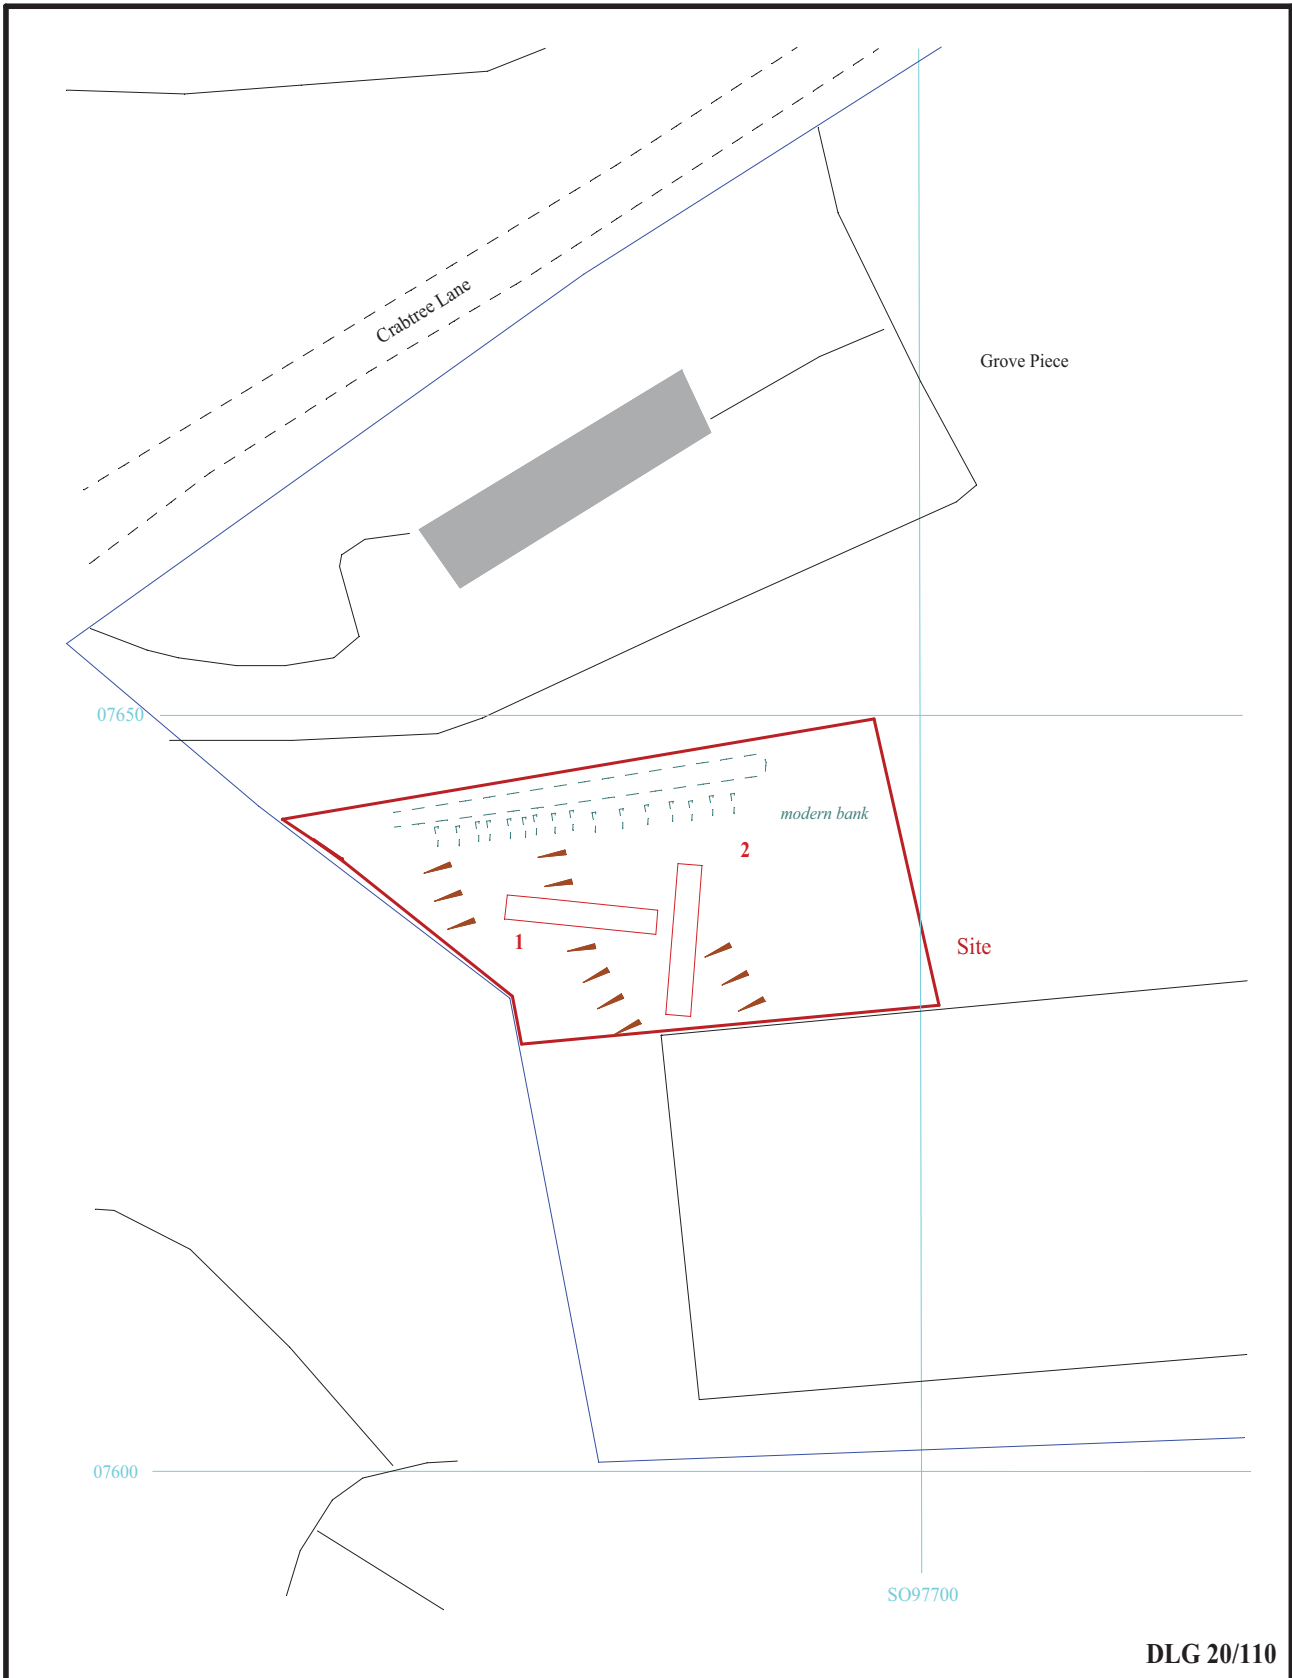 Crabtree Lane
Grove Piece
07650
modern bank
2
1
Site
07600
SO97700
DLG 20/110